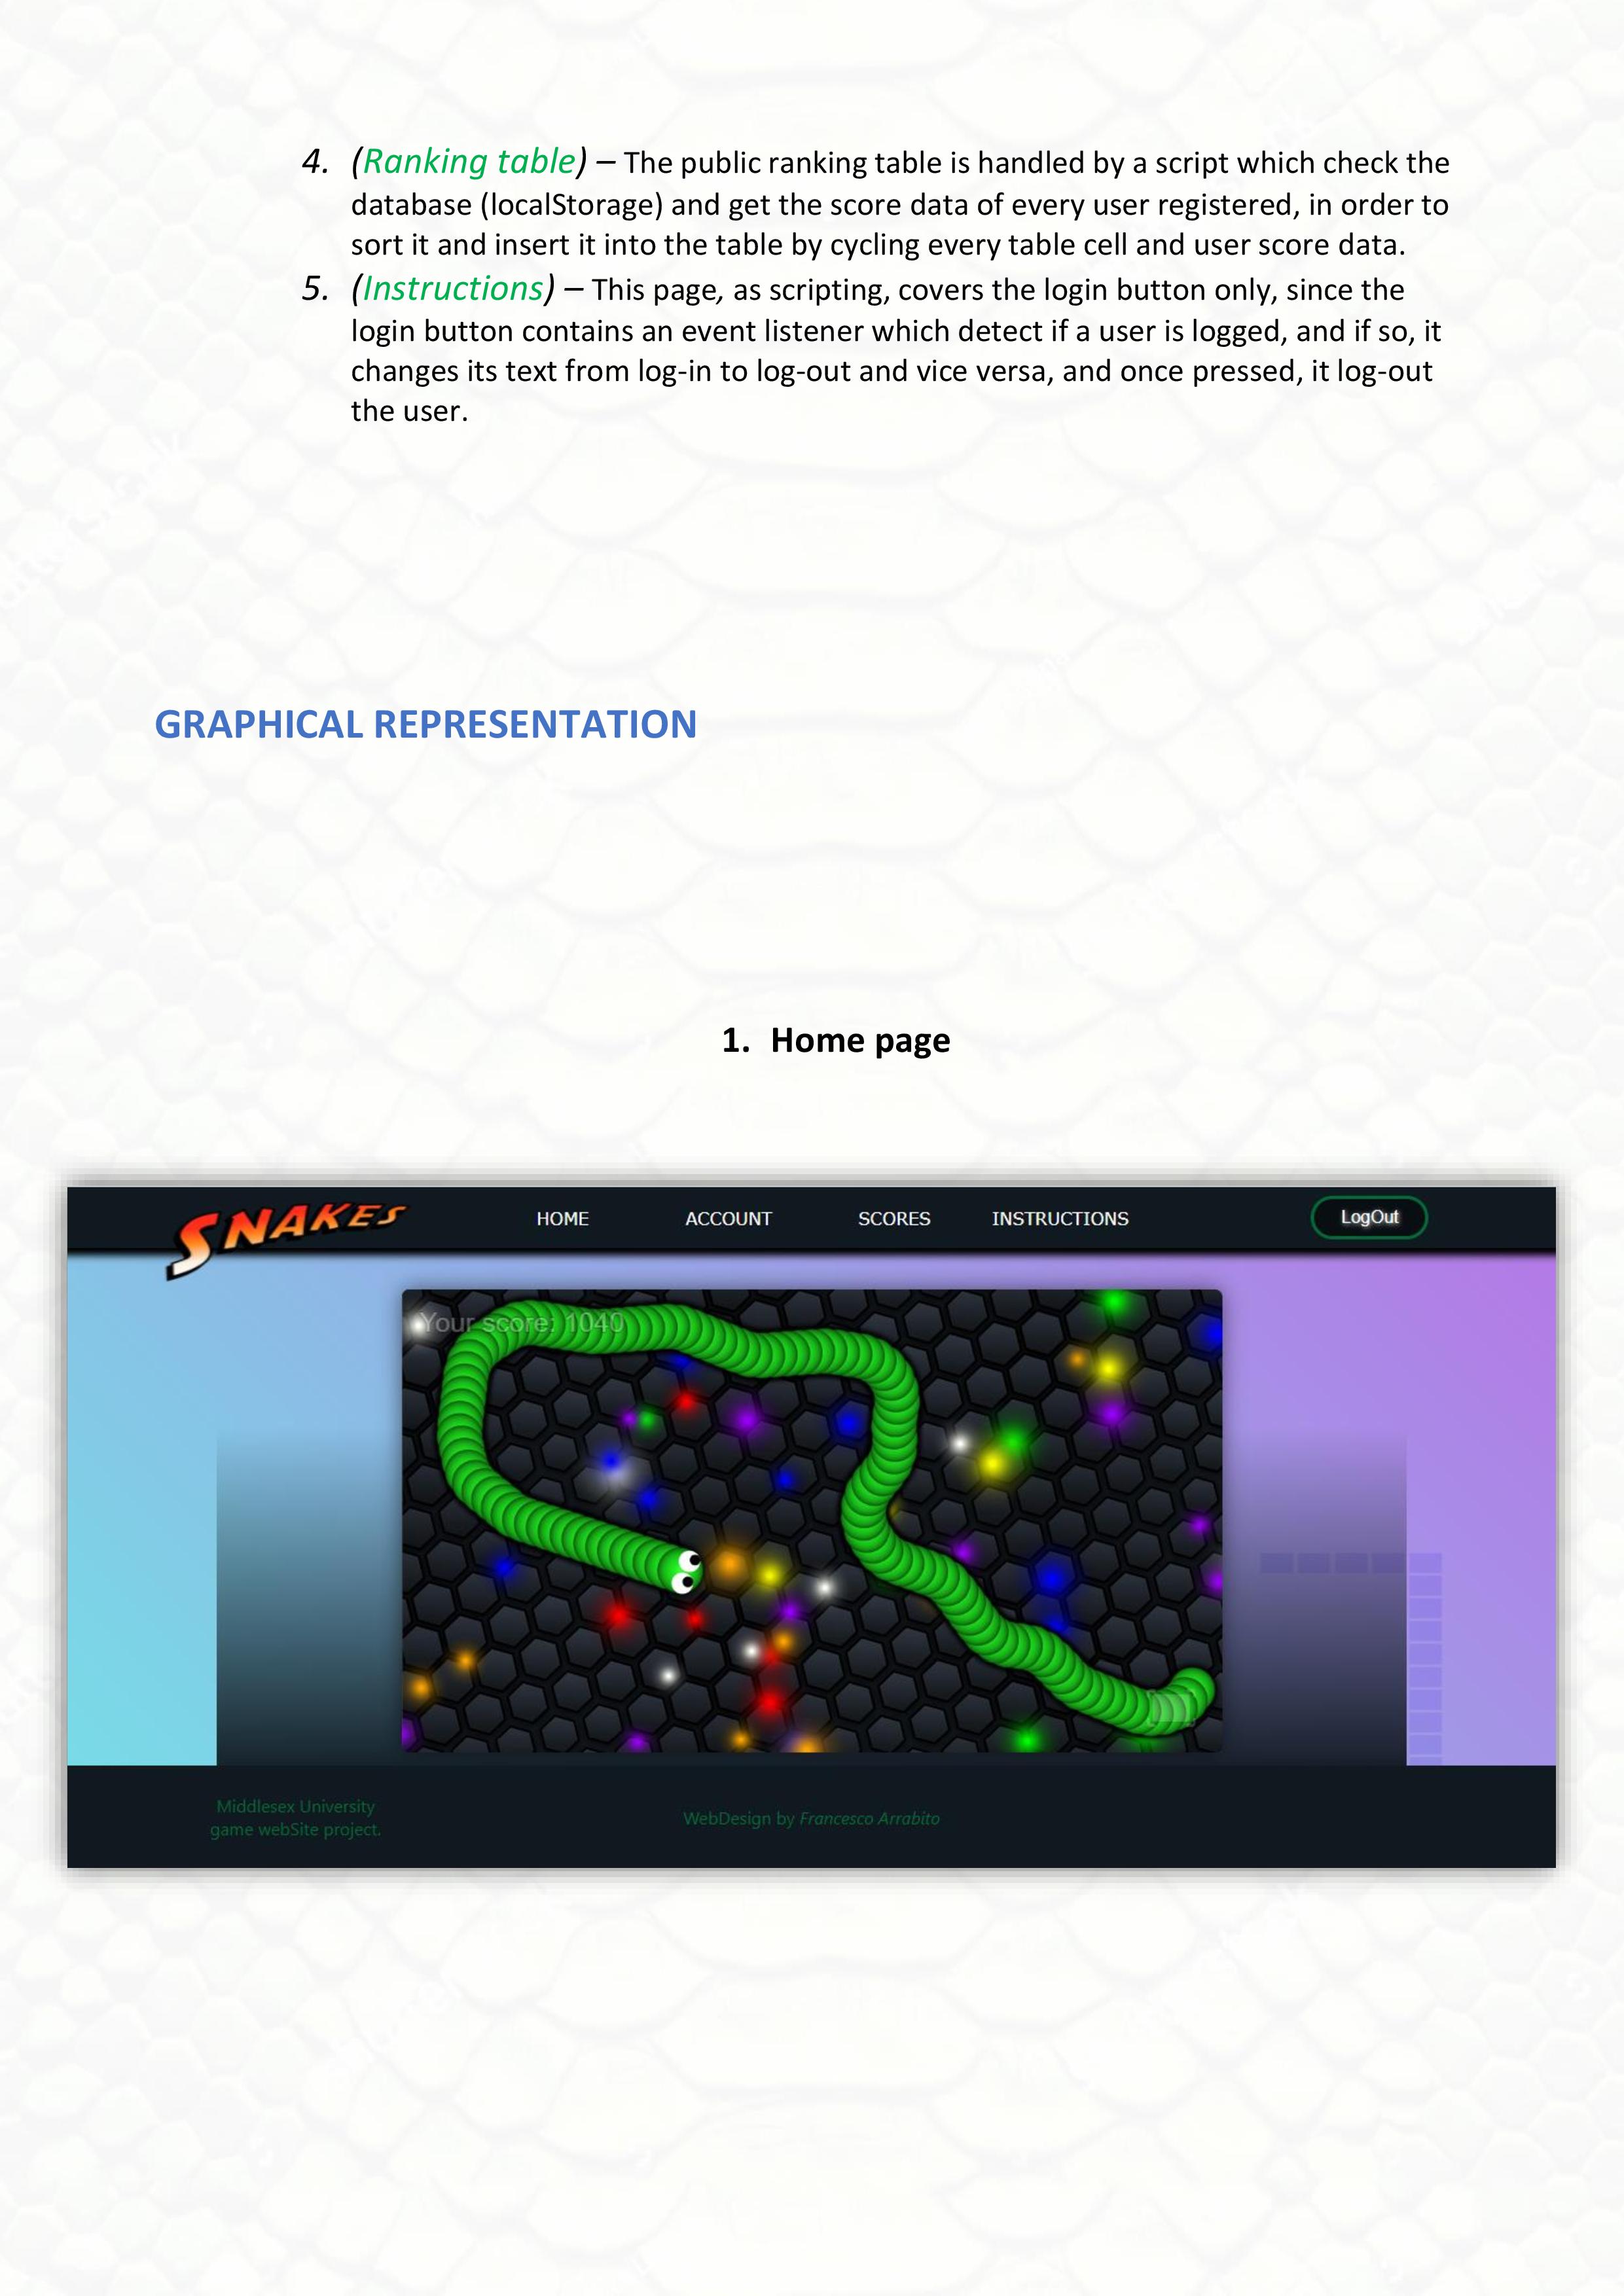 4. (Ranking table) – The public ranking table is handled by a script which check the
database (localStorage) and get the score data of every user registered, in order to
sort it and insert it into the table by cycling every table cell and user score data.
5. (Instructions) – This page, as scripting, covers the login button only, since the
login button contains an event listener which detect if a user is logged, and if so, it
changes its text from log-in to log-out and vice versa, and once pressed, it log-out
the user.
GRAPHICAL REPRESENTATION
1. Home page
SNAKES HOME ACCOUNT SCORES INSTRUCTIONS LogOut
Your score: 1040
Middlesex University
game webSite project.
WebDesign by Francesco Arrabito